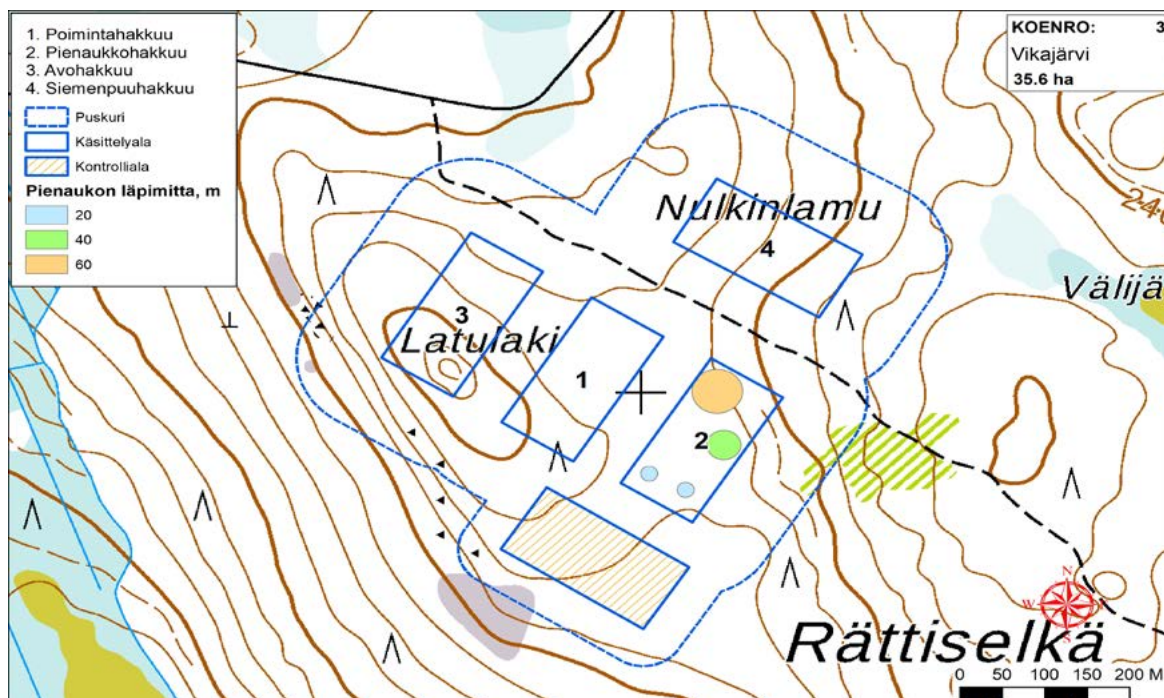 1. Poimintahakkuu
2. Pienaukkohakkuu
3. Avohakkuu
4. Siemenpuuhakkuu
Puskuri
Käsittelyala
Kontrolliala
Pienaukon läpimitta, m
20
40
60
KOENRO: 3
Vikajärvi
35.6 ha
Nulkinlamu
4
Välijä
3
Latulaki
1
2
Rättiselkä
N
W
S
0 50 100 150 200 M